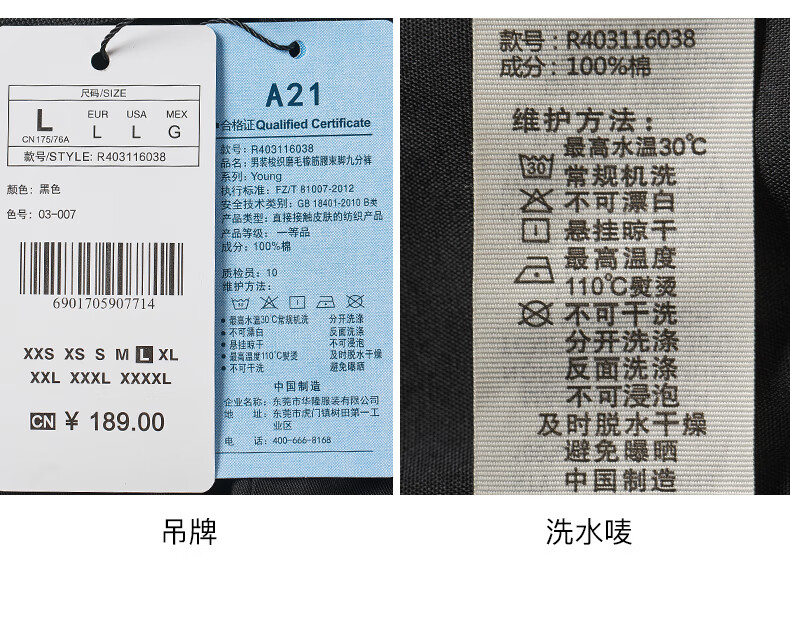 尺码/SIZE
L
CN 175/76A
EUR
L
USA
L
MEX
G
款号/STYLE: R403116038
颜色: 黑色
色号: 03-007
6901705907714
XXS XS S M L XL
XXL XXXL XXXXL
CN ¥ 189.00
A21
合格证Qualified Certificate
款号: R403116038
品名: 男装梭织磨毛橡筋腰束脚九分裤
系列: Young
执行标准: FZ/T 81007-2012
安全技术类别: GB 18401-2010 B类
产品类型: 直接接触皮肤的纺织产品
产品等级: 一等品
成分: 100%棉
质检员: 10
维护方法:
• 最高水温30℃常规机洗 分开洗涤
• 不可漂白 反面洗涤
• 悬挂晾干 不可浸泡
• 最高温度110℃熨烫 及时脱水干燥
• 不可干洗 避免曝晒
中国制造
企业名称: 东莞市华隆服装有限公司
地 址: 东莞市虎门镇树田第一工
业区
电 话: 400-666-8168
款号: R403116038
成分: 100%棉
维护方法:
最高水温30℃
30
常规机洗
不可漂白
悬挂晾干
最高温度
110℃熨烫
不可干洗
分开洗涤
反面洗涤
不可浸泡
及时脱水干燥
避免曝晒
中国制造
吊牌
洗水唛